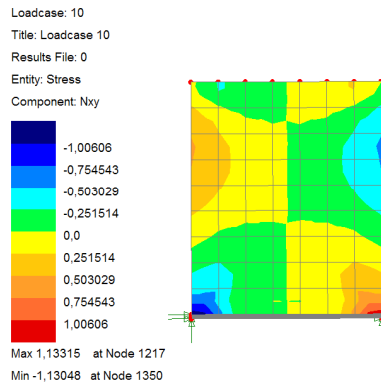 Loadcase: 10
Title: Loadcase 10
Results File: 0
Entity: Stress
Component: Nxy
-1,00606
-0,754543
-0,503029
-0,251514
0,0
0,251514
0,503029
0,754543
1,00606
Max 1,13315 at Node 1217
Min -1,13048 at Node 1350